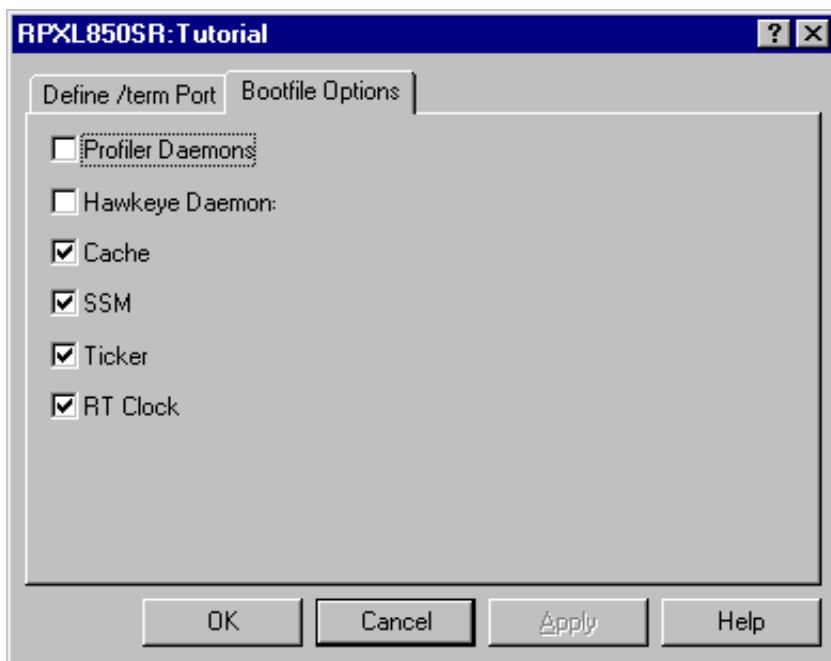 RPXL850SR:Tutorial
Define /term Port
Bootfile Options
Profiler Daemons
Hawkeye Daemon:
Cache
SSM
Ticker
RT Clock
OK Cancel Apply Help